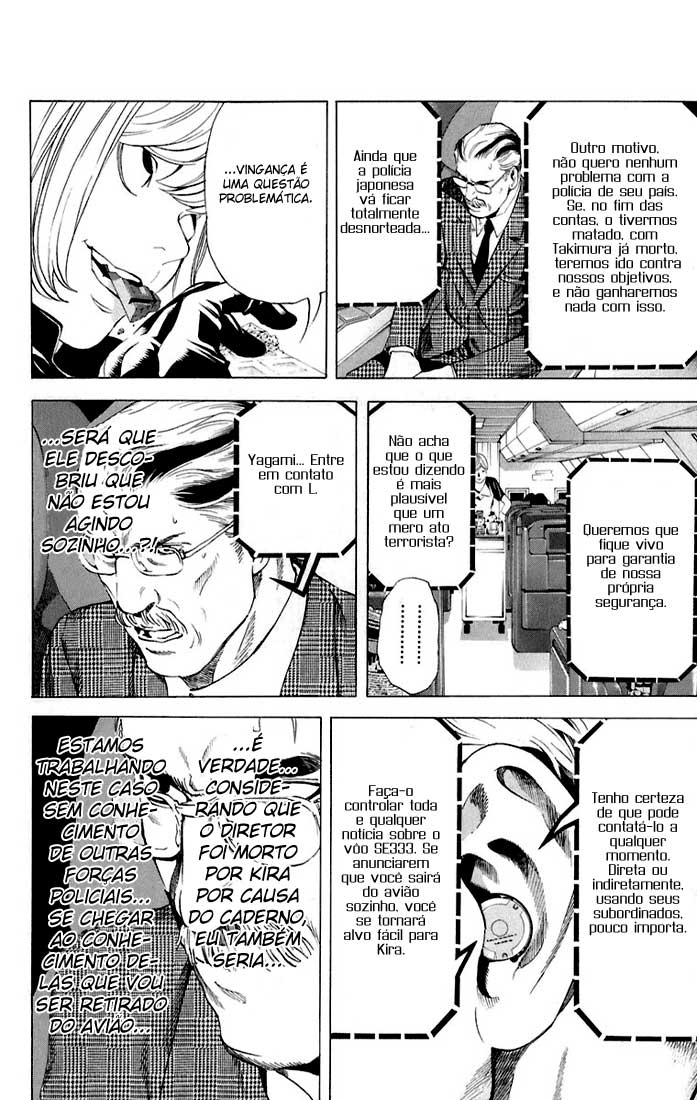 Outro motivo,
não quero nenhum
problema com a
polícia de seu país.
Se, no fim das
contas, o tivermos
matado, com
Takimura já morto,
teremos ido contra
nossos objetivos,
e não ganharemos
nada com isso.
Ainda que
a polícia
japonesa
vá ficar
totalmente
desnorteada...
...VINGANÇA É
UMA QUESTÃO
PROBLEMÁTICA.
Queremos que
fique vivo
para garantia
de nossa
própria
segurança.
Não acha
que o que
estou dizendo
é mais
plausível
que um
mero ato
terrorista?
Yagami... Entre
em contato
com L.
...SERÁ QUE
ELE DESCO-
BRIU QUE
NÃO ESTOU
AGINDO
SOZINHO...?!
Tenho certeza
de que pode
contatá-lo a
qualquer
momento.
Direta ou
indiretamente,
usando seus
subordinados,
pouco importa.
Faça-o
controlar toda
e qualquer
notícia sobre o
vôo SE333. Se
anunciarem
que você sairá
do avião
sozinho, você
se tornará
alvo fácil para
Kira.
...É
VERDADE...
CONSIDE-
RANDO QUE
O DIRETOR
FOI MORTO
POR KIRA
POR CAUSA
DO CADERNO,
EU TAMBÉM
SERIA...
ESTAMOS
TRABALHANDO
NESTE CASO
SEM CONHE-
CIMENTO
DE OUTRAS
FORÇAS
POLICIAIS...
SE CHEGAR
AO CONHE-
CIMENTO DE-
LAS QUE VOU
SER RETIRADO
DO AVIÃO...